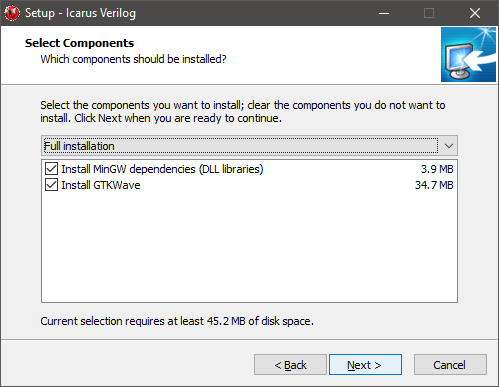 Setup - Icarus Verilog
Select Components
Which components should be installed?
Select the components you want to install; clear the components you do not want to
install. Click Next when you are ready to continue.
Full installation
Install MinGW dependencies (DLL libraries) 3.9 MB
Install GTKWave 34.7 MB
Current selection requires at least 45.2 MB of disk space.
< Back Next > Cancel